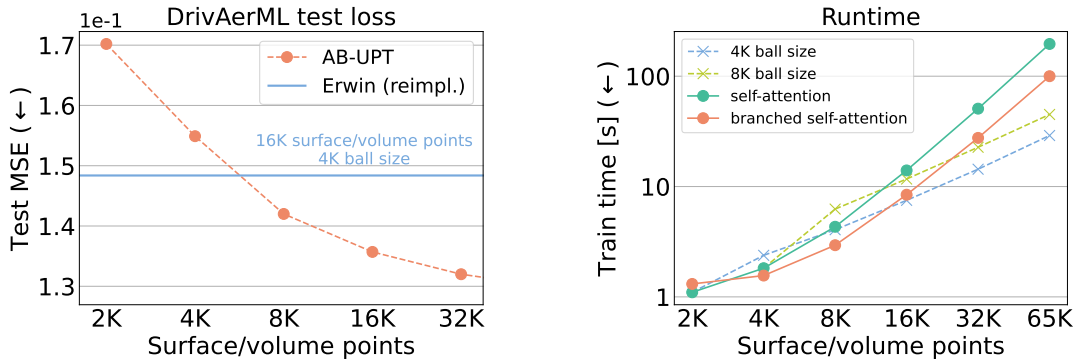 DrivAerML test loss
1e-1
1.7
1.6
1.5
1.4
1.3
Test MSE (←)
AB-UPT
Erwin (reimpl.)
16K surface/volume points
4K ball size
2K 4K 8K 16K 32K
Surface/volume points
Runtime
100
10
1
Train time [s] (←)
4K ball size
8K ball size
self-attention
branched self-attention
2K 4K 8K 16K 32K 65K
Surface/volume points